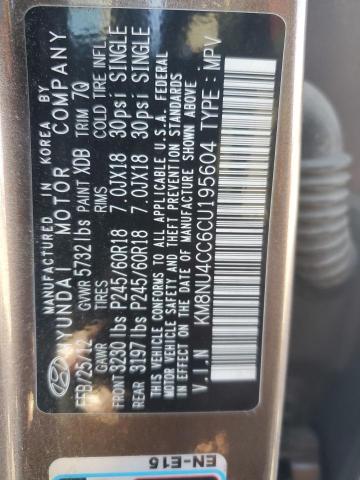 MANUFACTURED IN KOREA BY
HYUNDAI MOTOR COMPANY
FEB/25/12 GVWR 5732 lbs PAINT XDB TRIM 7Q
GAWR TIRES RIMS COLD TIRE INFL
FRONT 3230 lbs P245/60R18 7.0JX18 30psi SINGLE
REAR 3197 lbs P245/60R18 7.0JX18 30psi SINGLE
THIS VEHICLE CONFORMS TO ALL APPLICABLE U.S.A FEDERAL
MOTOR VEHICLE SAFETY AND THEFT PREVENTION STANDARDS
IN EFFECT ON THE DATE OF MANUFACTURE SHOWN ABOVE.
V.I.N : KM8NU4CC6CU195604 TYPE : MPV
EN-E15